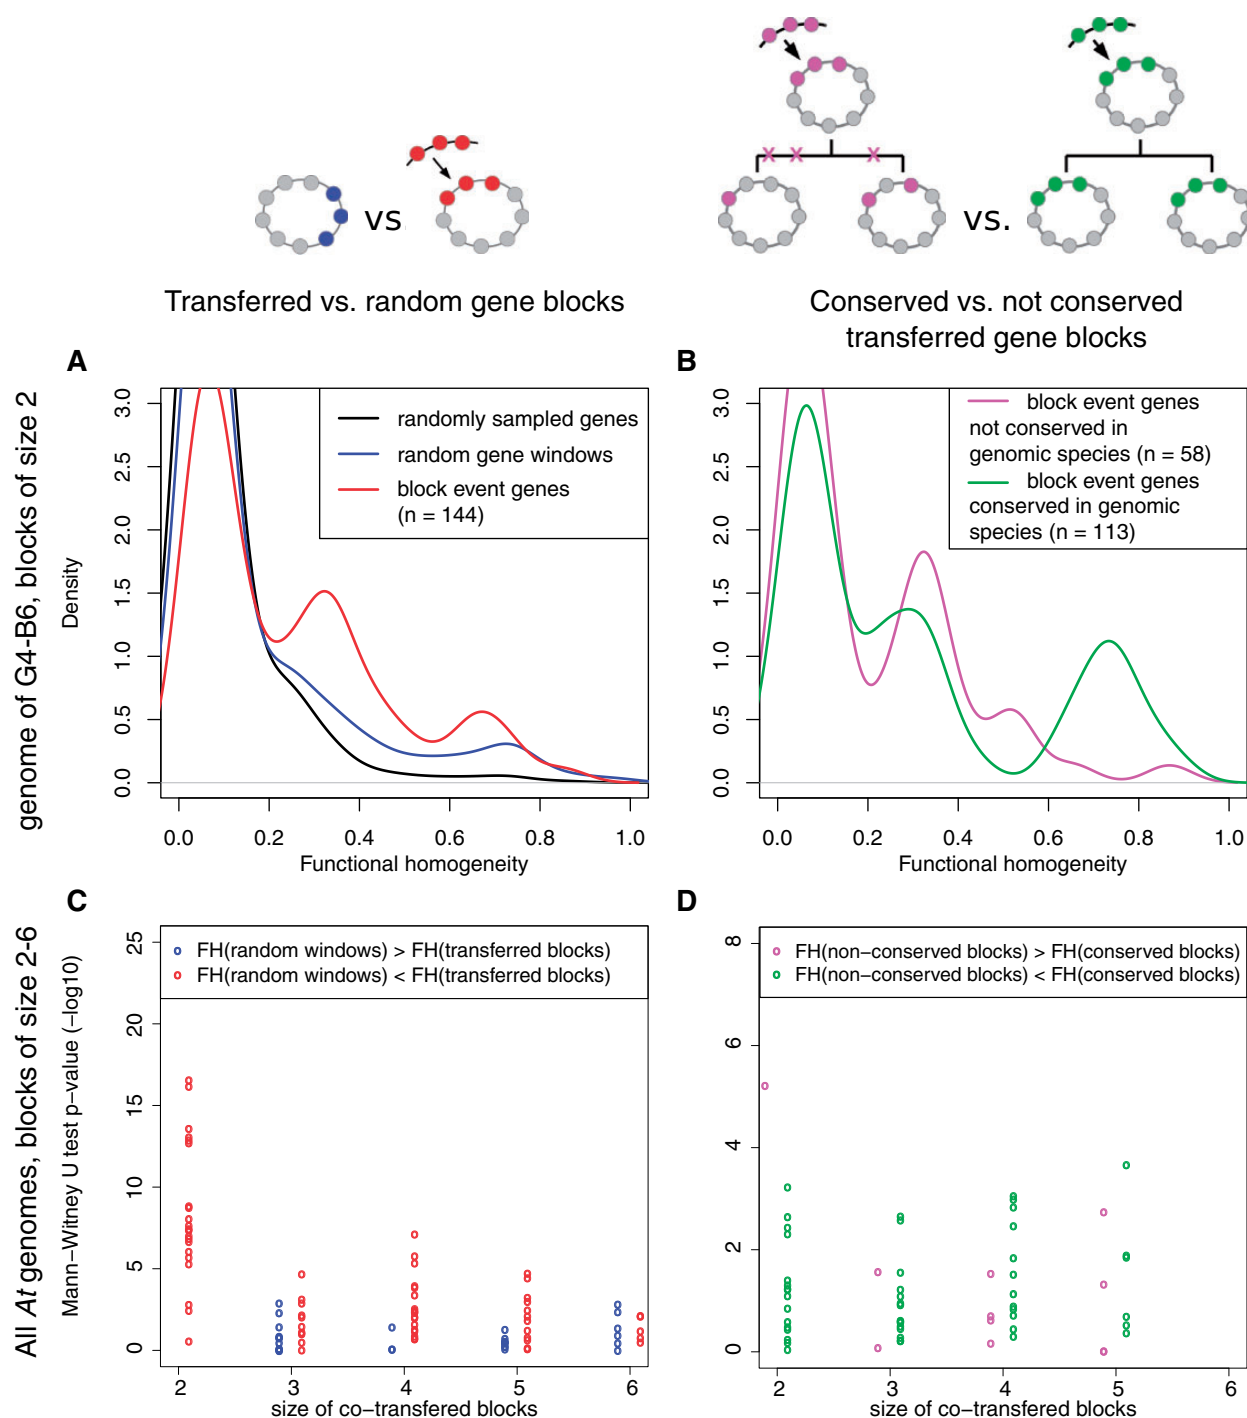 vs
vs.
Transferred vs. random gene blocks
Conserved vs. not conserved
transferred gene blocks
genome of G4-B6, blocks of size 2
A
Density
3.0
2.5
2.0
1.5
1.0
0.5
0.0
randomly sampled genes
random gene windows
block event genes
(n = 144)
0.0 0.2 0.4 0.6 0.8 1.0
Functional homogeneity
B
3.0
2.5
2.0
1.5
1.0
0.5
0.0
block event genes
not conserved in
genomic species (n = 58)
block event genes
conserved in genomic
species (n = 113)
0.0 0.2 0.4 0.6 0.8 1.0
Functional homogeneity
All At genomes, blocks of size 2-6
C
Mann−Witney U test p−value (−log10)
25
20
15
10
5
0
FH(random windows) > FH(transferred blocks)
FH(random windows) < FH(transferred blocks)
2 3 4 5 6
size of co−transfered blocks
D
8
6
4
2
0
FH(non−conserved blocks) > FH(conserved blocks)
FH(non−conserved blocks) < FH(conserved blocks)
2 3 4 5 6
size of co−transfered blocks